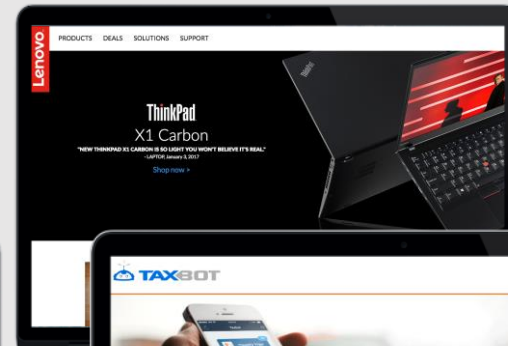 Lenovo
PRODUCTS DEALS SOLUTIONS SUPPORT
ThinkPad
X1 Carbon
"NEW THINKPAD X1 CARBON IS SO LIGHT YOU WON'T BELIEVE IT'S REAL."
-LAPTOP, January 3, 2017
Shop now >
ThinkPad
TAXBOT